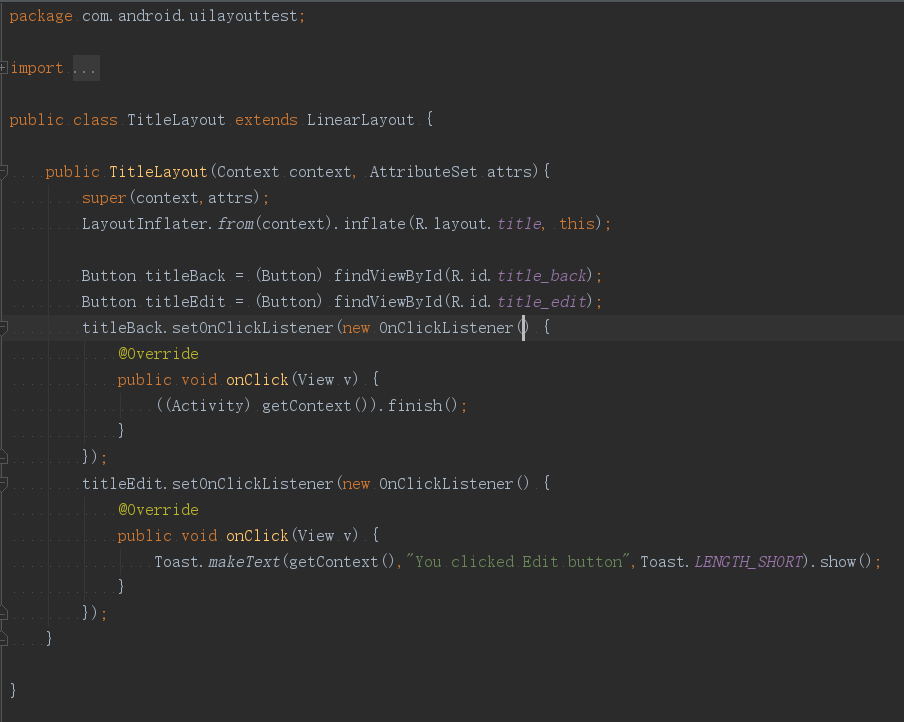 package com.android.uilayouttest;
import ...
public class TitleLayout extends LinearLayout {
public TitleLayout(Context context, AttributeSet attrs){
super(context,attrs);
LayoutInflater.from(context).inflate(R.layout.title, this);
Button titleBack = (Button) findViewById(R.id.title_back);
Button titleEdit = (Button) findViewById(R.id.title_edit);
titleBack.setOnClickListener(new OnClickListener() {
@Override
public void onClick(View v) {
((Activity) getContext()).finish();
}
});
titleEdit.setOnClickListener(new OnClickListener() {
@Override
public void onClick(View v) {
Toast.makeText(getContext(),"You clicked Edit button",Toast.LENGTH_SHORT).show();
}
});
}
}